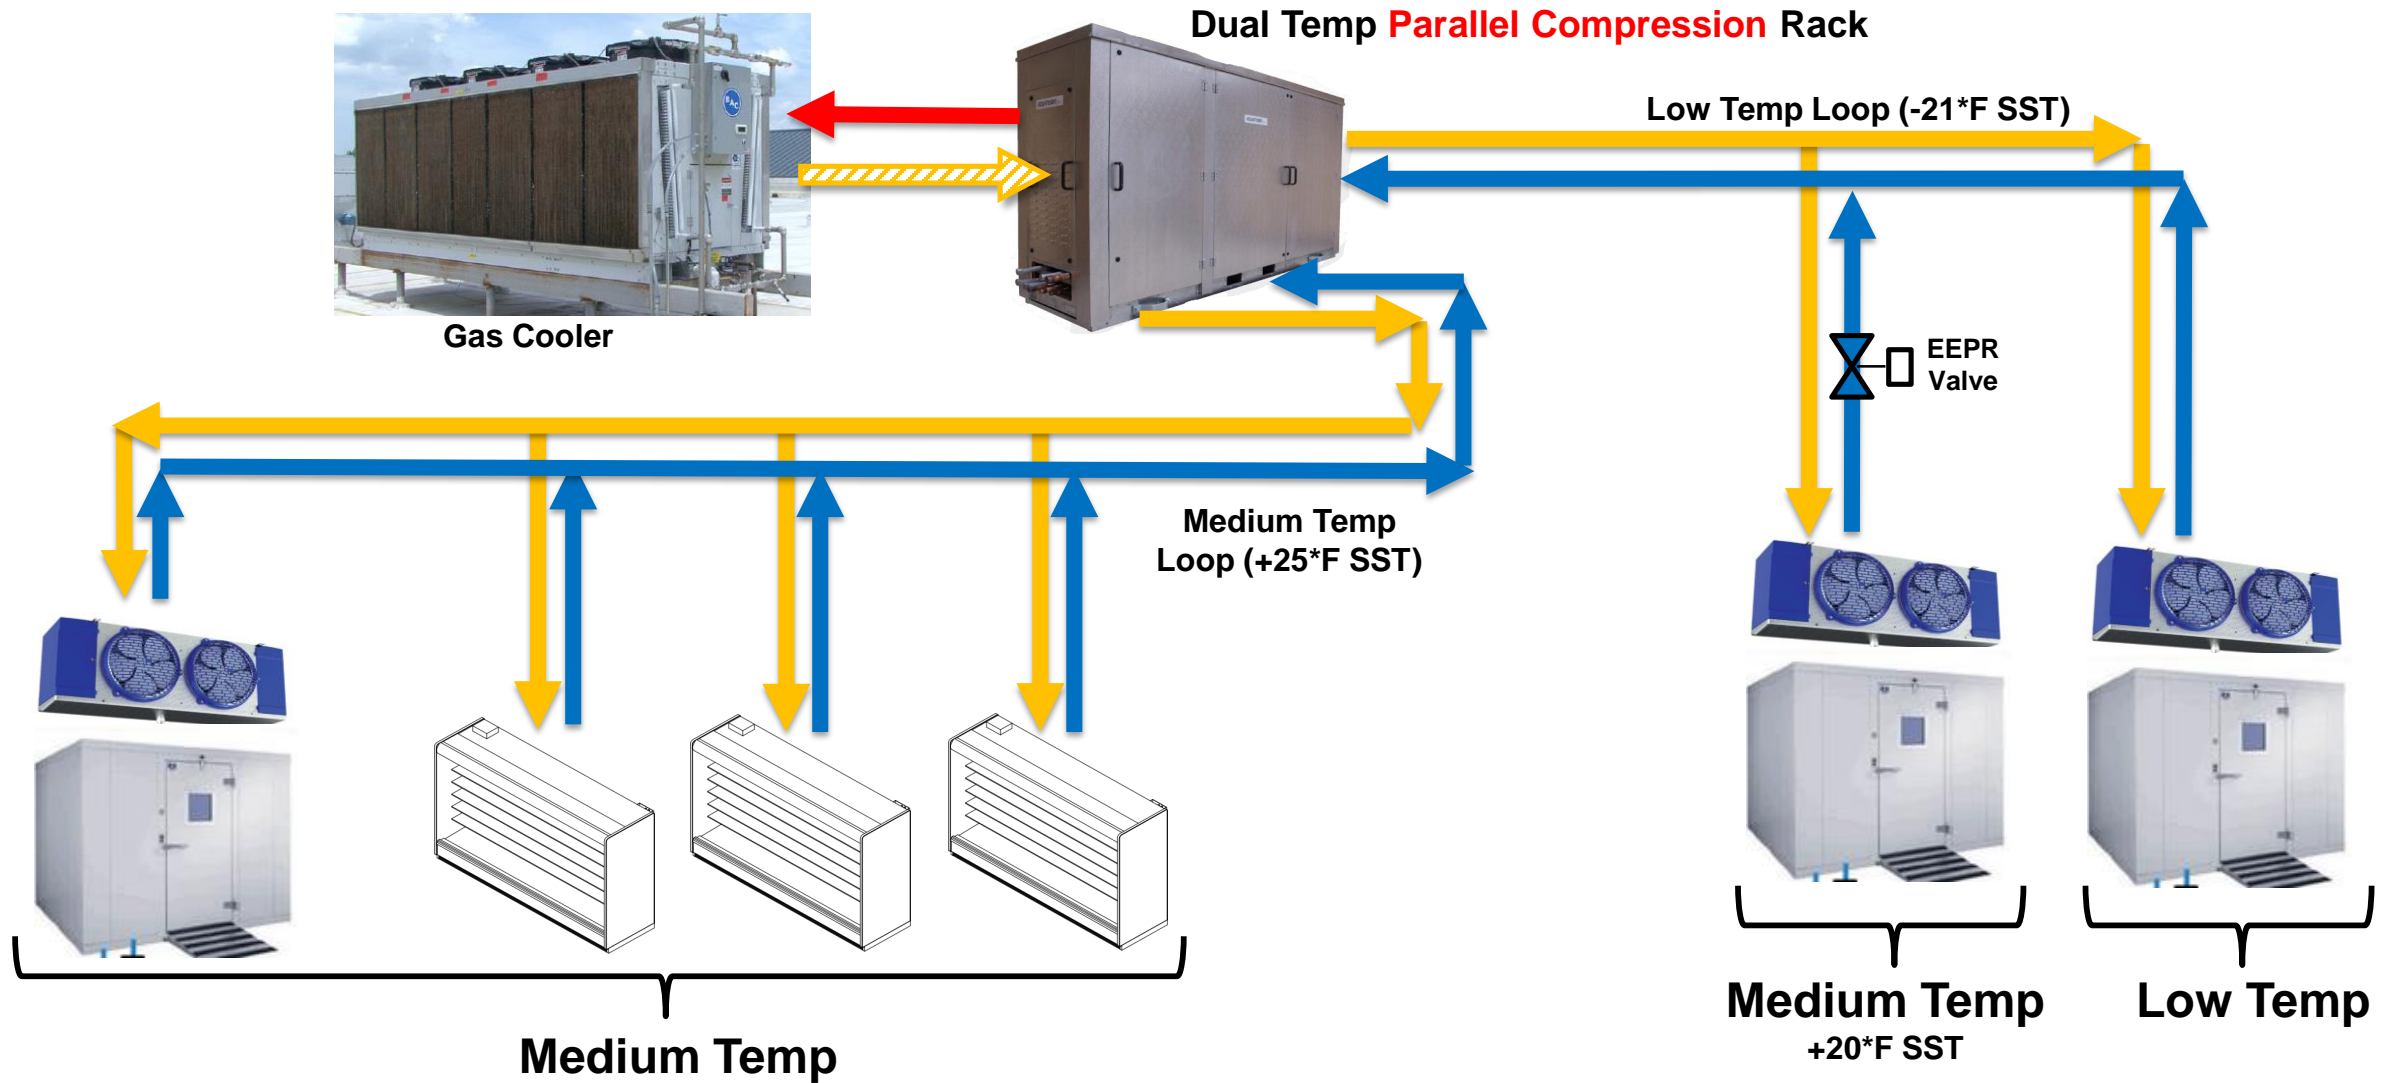 Dual Temp Parallel Compression Rack
BAC
Low Temp Loop (-21*F SST)
Gas Cooler
EEPR
Valve
Medium Temp
Loop (+25*F SST)
Medium Temp
+20*F SST
Low Temp
Medium Temp